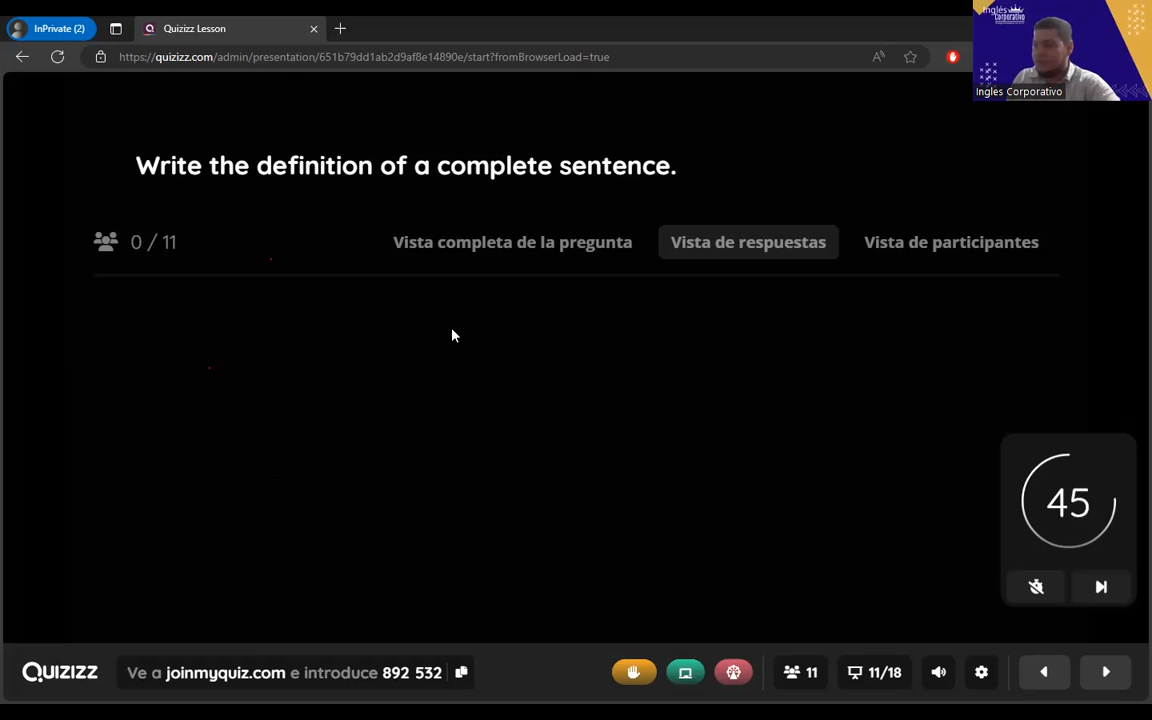 InPrivate (2)
Quizizz Lesson
https://quizizz.com/admin/presentation/651b79dd1ab2d9af8e14890e/start?fromBrowserLoad=true
Inglés
Corporativo
Ingles Corporativo
Write the definition of a complete sentence.
0 / 11
Vista completa de la pregunta
Vista de respuestas
Vista de participantes
45
QUIZIZZ
Ve a joinmyquiz.com e introduce 892 532
11
11/18